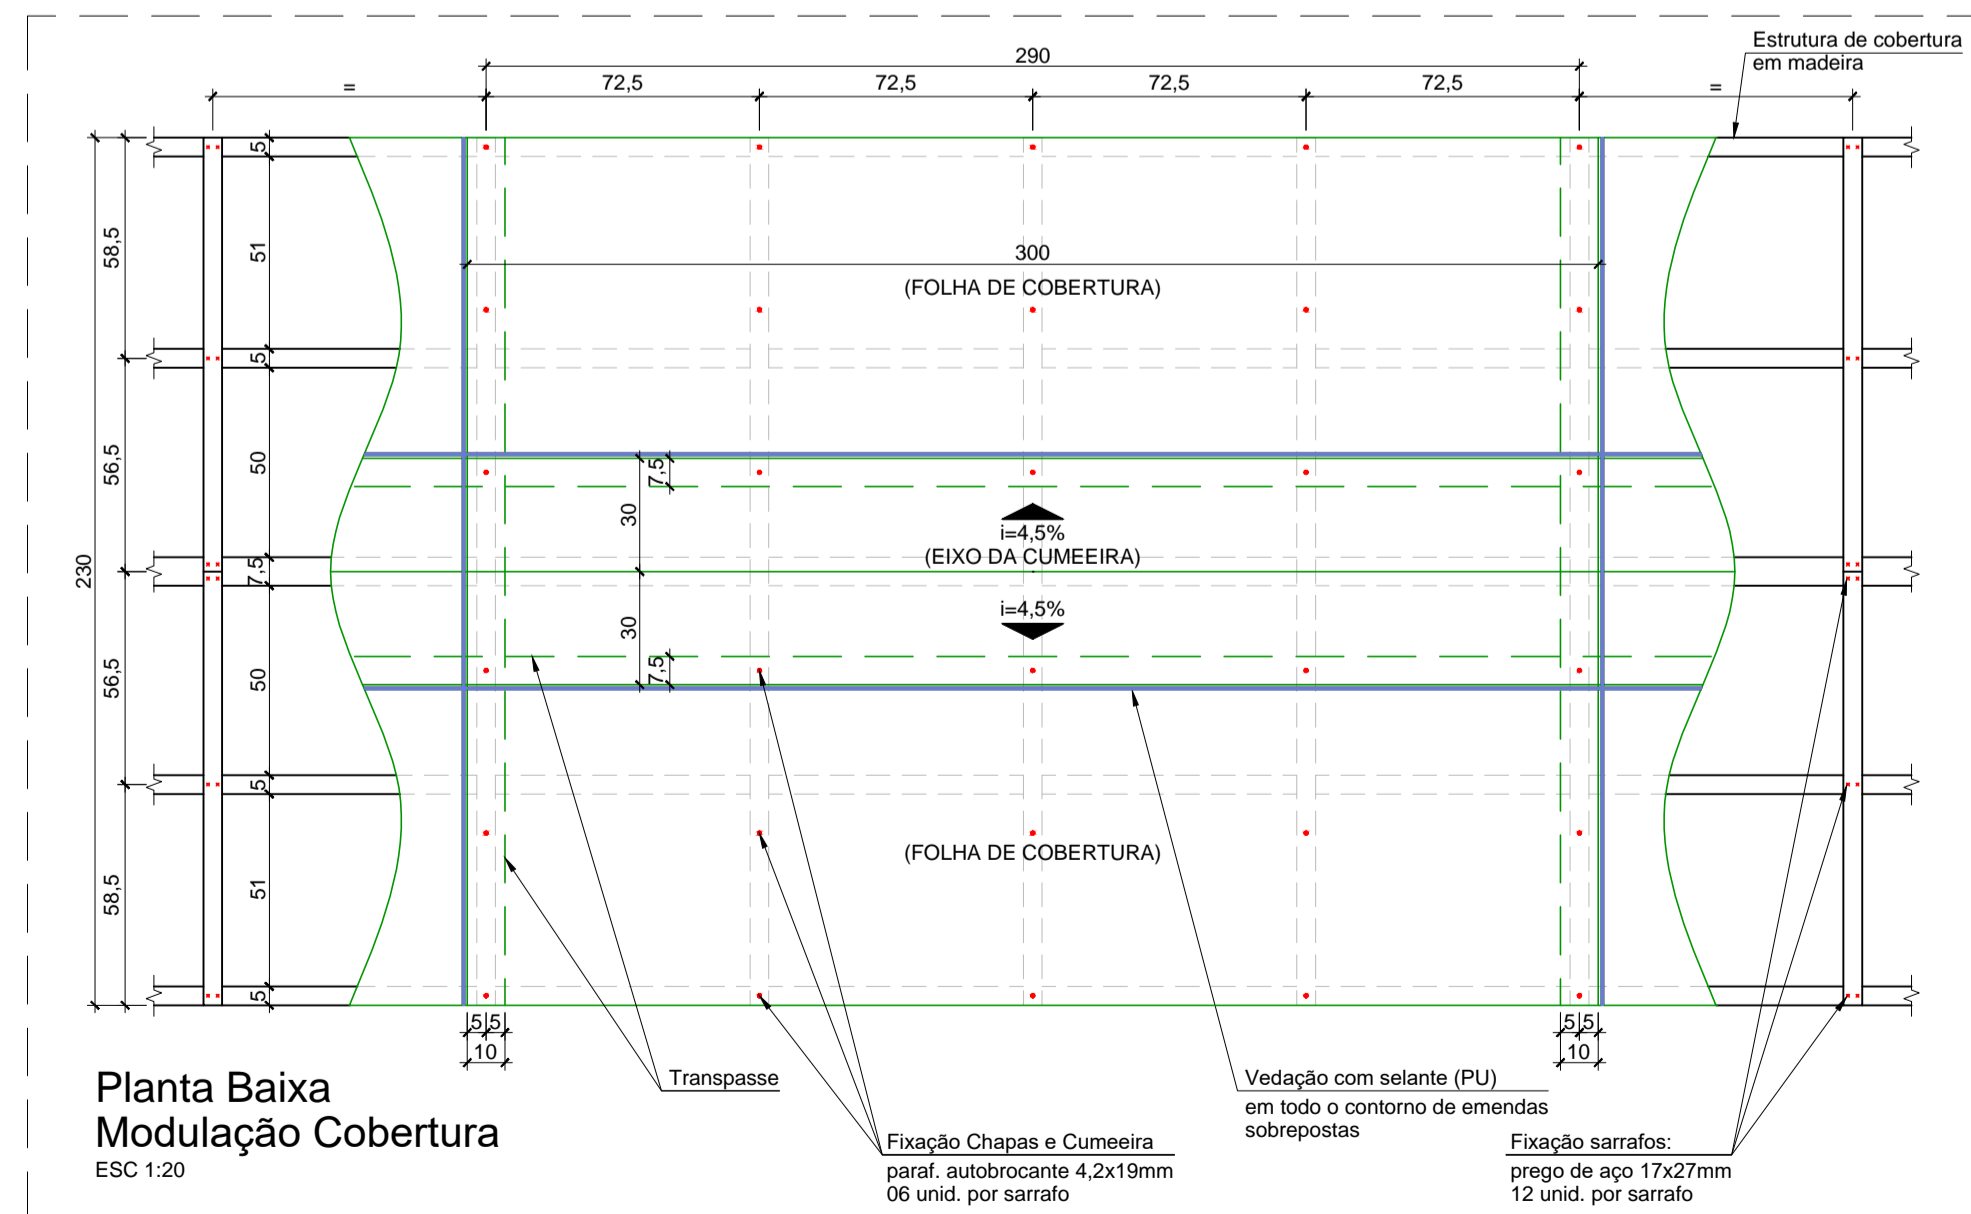 Estrutura de cobertura
em madeira
290
= 72,5 72,5 72,5 72,5 =
5
58,5
51
300
(FOLHA DE COBERTURA)
5
56,5
50
7,5
30
i=4,5%
(EIXO DA CUMEEIRA)
230
7,5
i=4,5%
30
56,5
50
7,5
5
(FOLHA DE COBERTURA)
58,5
51
5
5 5
10
5 5
10
Planta Baixa
Modulação Cobertura
ESC 1:20
Transpasse
Fixação Chapas e Cumeeira
paraf. autobrocante 4,2x19mm
06 unid. por sarrafo
Vedação com selante (PU)
em todo o contorno de emendas
sobrepostas
Fixação sarrafos:
prego de aço 17x27mm
12 unid. por sarrafo